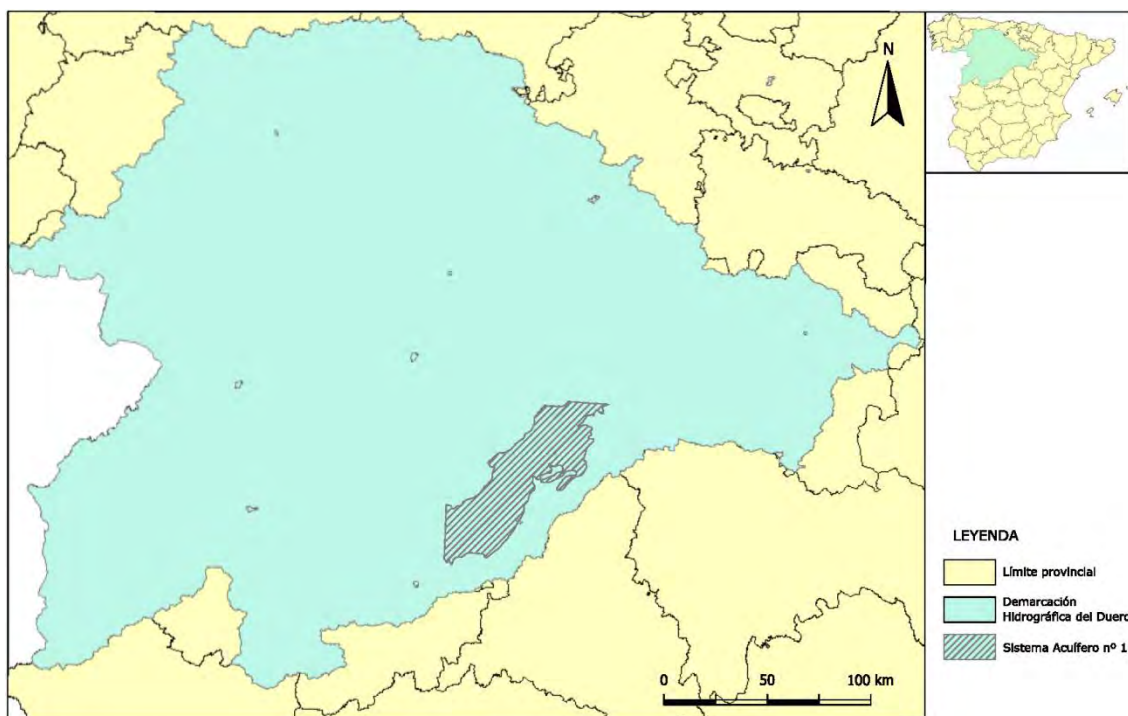 N
LEYENDA
Límite provincial
Demarcación
Hidrográfica del Duero
Sistema Acuífero nº 1
0 50 100 km